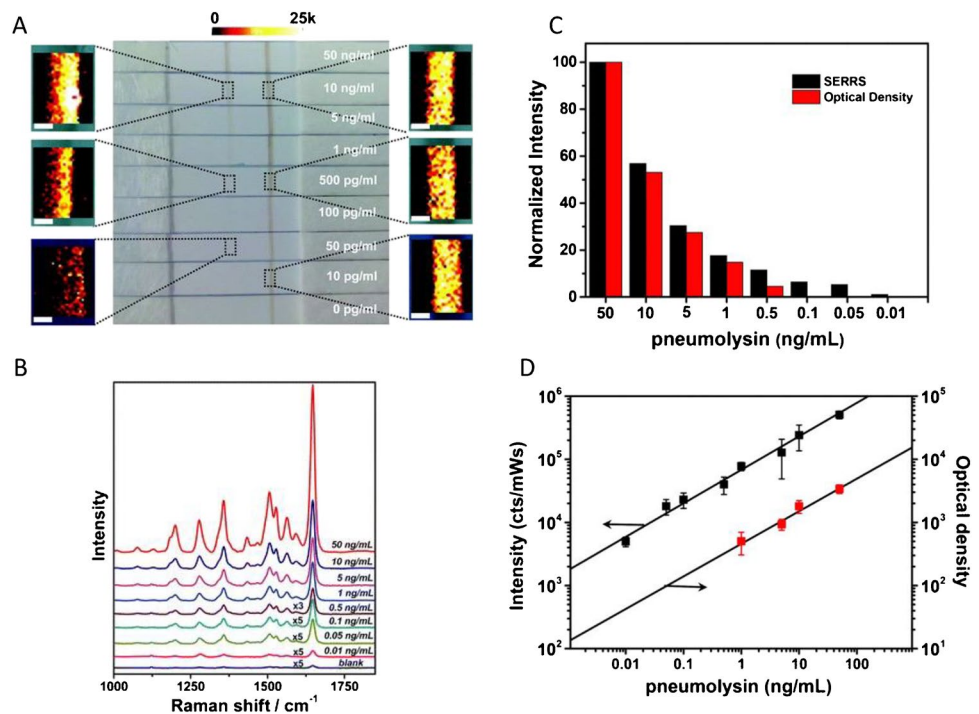 A
0
25k
50 ng/ml
10 ng/ml
5 ng/ml
1 ng/ml
500 pg/ml
100 pg/ml
50 pg/ml
10 pg/ml
0 pg/ml
B
Intensity
50 ng/mL
10 ng/mL
5 ng/mL
1 ng/mL
x3 0.5 ng/mL
x5 0.1 ng/mL
x5 0.05 ng/mL
x5 0.01 ng/mL
x5 blank
1000 1250 1500 1750
Raman shift / cm⁻¹
C
SERRS
Optical Density
Normalized Intensity
100
80
60
40
20
0
50 10 5 1 0.5 0.1 0.05 0.01
pneumolysin (ng/mL)
D
Intensity (cts/mWs)
10⁶
10⁵
10⁴
10³
10²
Optical density
10⁵
10⁴
10³
10²
10¹
0.01 0.1 1 10 100
pneumolysin (ng/mL)